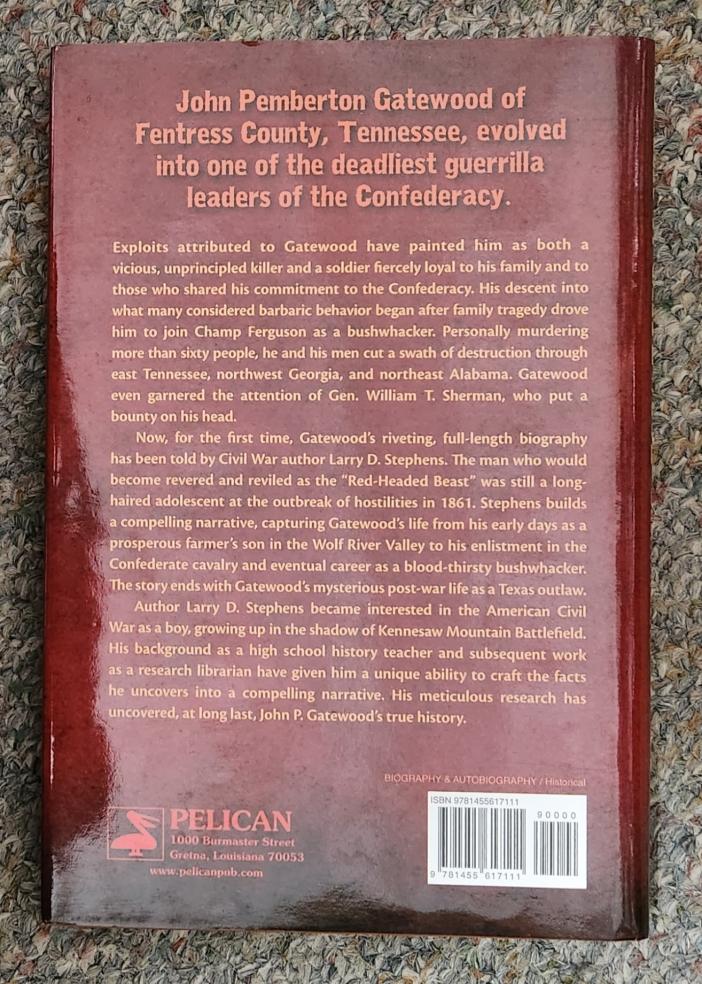 John Pemberton Gatewood of
Fentress County, Tennessee, evolved
into one of the deadliest guerrilla
leaders of the Confederacy.
Exploits attributed to Gatewood have painted him as both a
vicious, unprincipled killer and a soldier fiercely loyal to his family and to
those who shared his commitment to the Confederacy. His descent into
what many considered barbaric behavior began after family tragedy drove
him to join Champ Ferguson as a bushwhacker. Personally murdering
more than sixty people, he and his men cut a swath of destruction through
east Tennessee, northwest Georgia, and northeast Alabama. Gatewood
even garnered the attention of Gen. William T. Sherman, who put a
bounty on his head.
Now, for the first time, Gatewood's riveting, full-length biography
has been told by Civil War author Larry D. Stephens. The man who would
become revered and reviled as the "Red-Headed Beast" was still a long-
haired adolescent at the outbreak of hostilities in 1861. Stephens builds
a compelling narrative, capturing Gatewood's life from his early days as a
prosperous farmer's son in the Wolf River Valley to his enlistment in the
Confederate cavalry and eventual career as a blood-thirsty bushwhacker.
The story ends with Gatewood's mysterious post-war life as a Texas outlaw.
Author Larry D. Stephens became interested in the American Civil
War as a boy, growing up in the shadow of Kennesaw Mountain Battlefield.
His background as a high school history teacher and subsequent work
as a research librarian have given him a unique ability to craft the facts
he uncovers into a compelling narrative. His meticulous research has
uncovered, at long last, John P. Gatewood's true history.
BIOGRAPHY & AUTOBIOGRAPHY / Historical
ISBN 9781455617111
90000
9 781455 617111
PELICAN
1000 Burmaster Street
Gretna, Louisiana 70053
www.pelicanpub.com